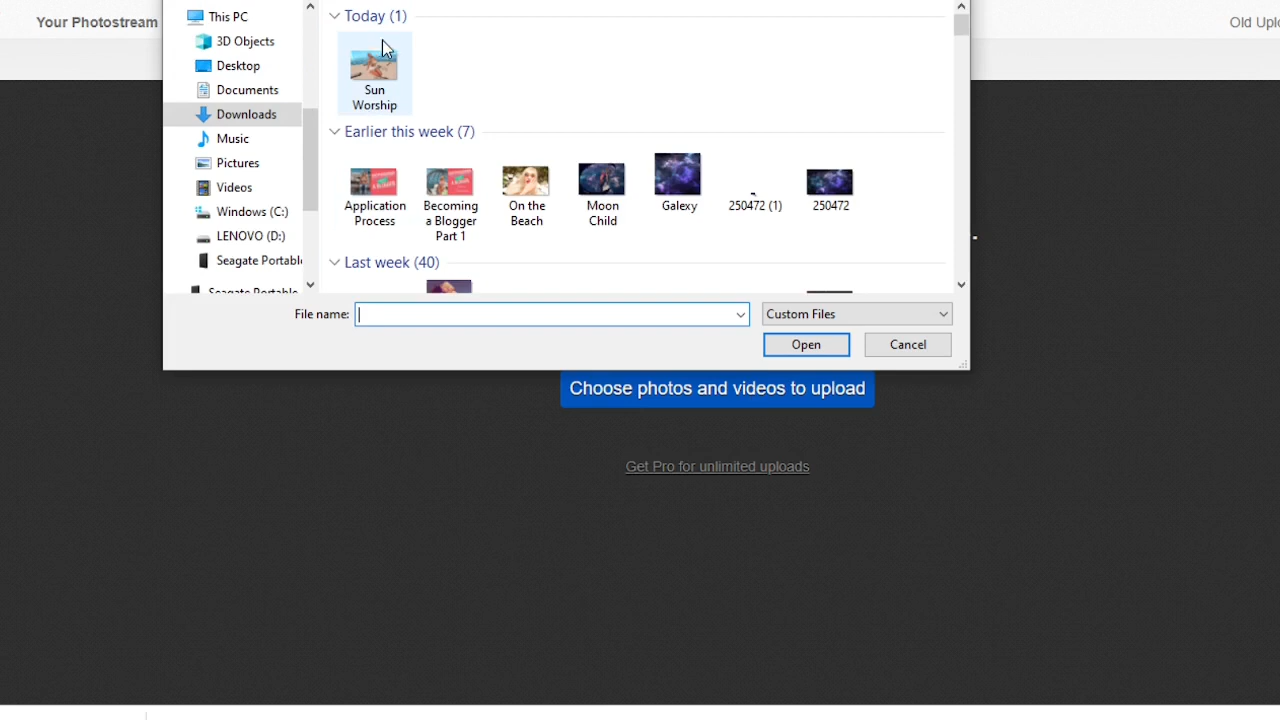 Your Photostream
Old Uplo
This PC
3D Objects
Desktop
Documents
Downloads
Music
Pictures
Videos
Windows (C:)
LENOVO (D:)
Seagate Portable
Seagate Portable
Today (1)
Sun
Worship
Earlier this week (7)
Application
Process
Becoming
a Blogger
Part 1
On the
Beach
Moon
Child
Galexy
250472 (1)
250472
Last week (40)
File name:
Custom Files
Open
Cancel
Choose photos and videos to upload
Get Pro for unlimited uploads